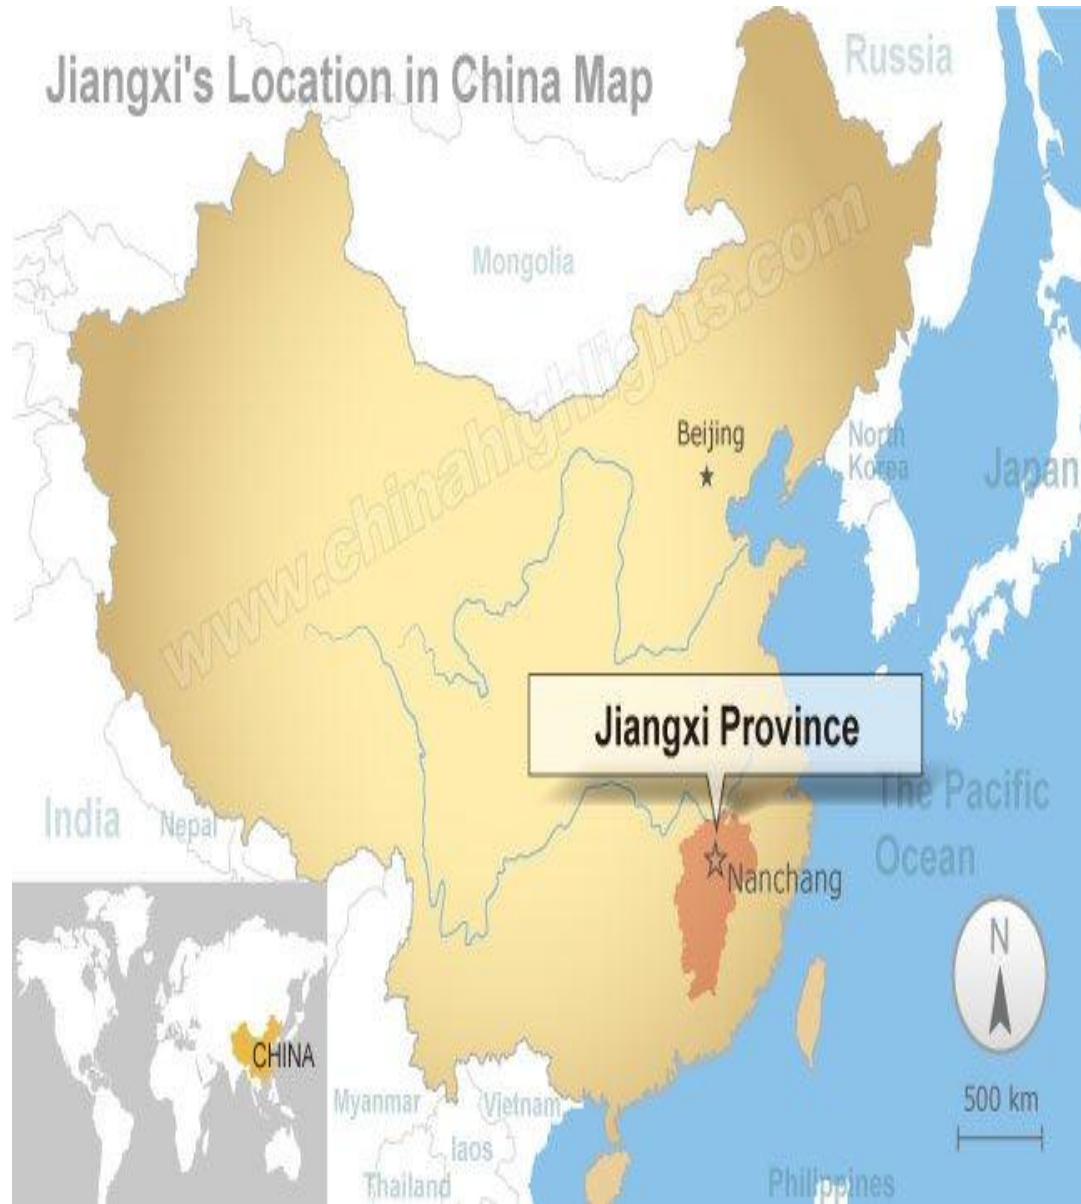 Jiangxi's Location in China Map
Russia
Mongolia
www.chinahighlights.com
Beijing
North
Korea
Japan
Jiangxi Province
The Pacific
Ocean
India
Nepal
Nanchang
N
CHINA
500 km
Myanmar
Vietnam
laos
Thailand
Philippines